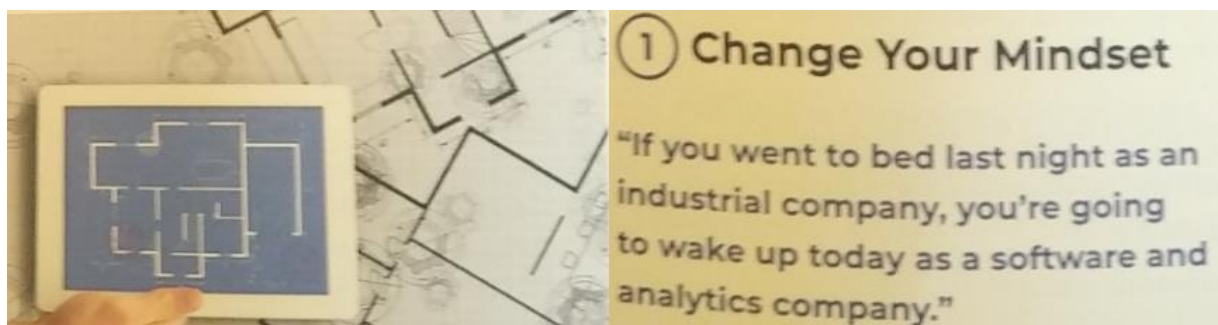 1 Change Your Mindset
“If you went to bed last night as an
industrial company, you’re going
to wake up today as a software and
analytics company.”